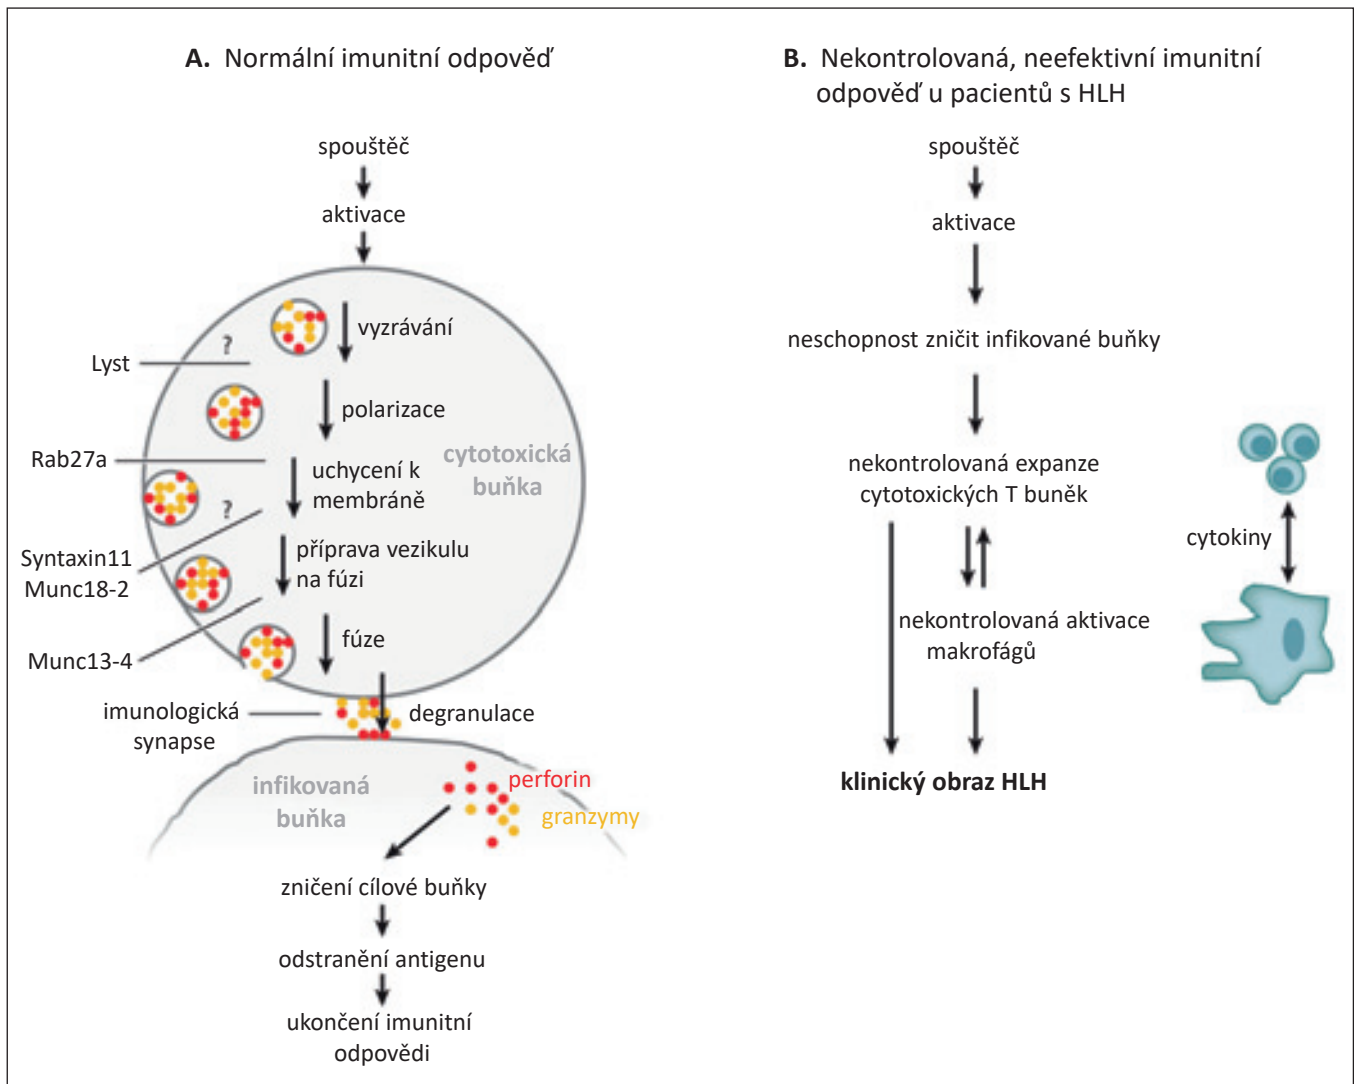 A. Normální imunitní odpověď
spouštěč
aktivace
vyzrávání
?
Lyst
polarizace
Rab27a
uchycení k
membráně
cytotoxická
buňka
?
Syntaxin11
Munc18-2
příprava vezikulu
na fúzi
Munc13-4
fúze
imunologická
synapse
degranulace
infikovaná
buňka
perforin
granzymy
zničení cílové buňky
odstranění antigenu
ukončení imunitní
odpovědi
B. Nekontrolovaná, neefektivní imunitní
odpověď u pacientů s HLH
spouštěč
aktivace
neschopnost zničit infikované buňky
nekontrolovaná expanze
cytotoxických T buněk
cytokiny
nekontrolovaná aktivace
makrofágů
klinický obraz HLH